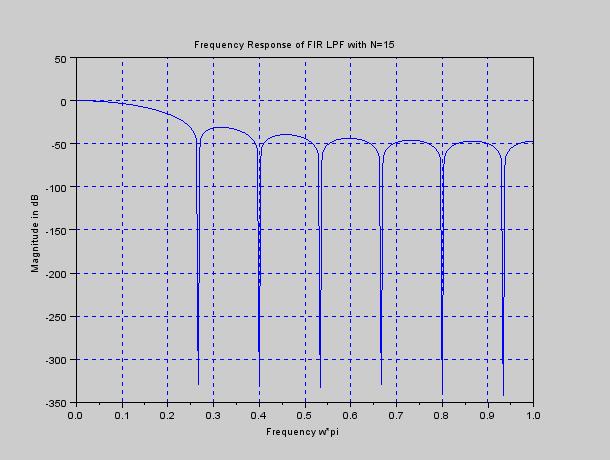 Frequency Response of FIR LPF with N=15
50
0
-50
-100
-150
-200
-250
-300
-350
Magnitude in dB
0.0 0.1 0.2 0.3 0.4 0.5 0.6 0.7 0.8 0.9 1.0
Frequency w*pi